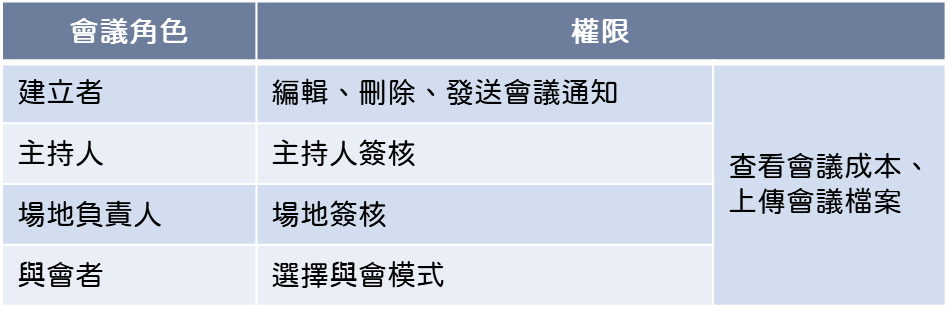 會議角色
權限
建立者
編輯、刪除、發送會議通知
主持人
主持人簽核
場地負責人
場地簽核
與會者
選擇與會模式
查看會議成本、
上傳會議檔案